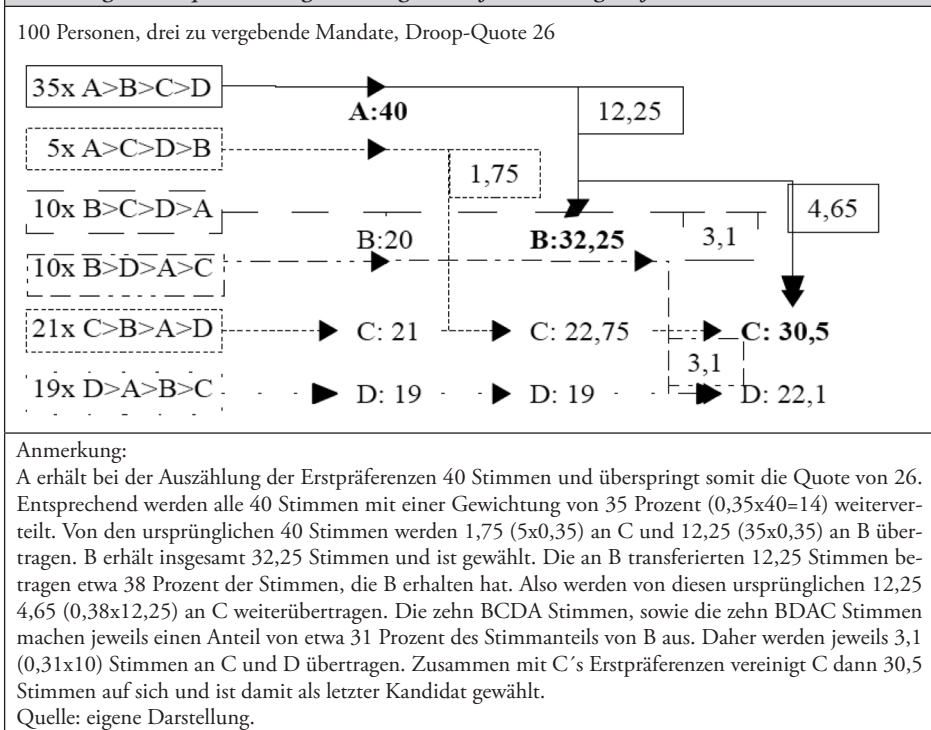 100 Personen, drei zu vergebende Mandate, Droop-Quote 26
35x A>B>C>D
A:40
12,25
5x A>C>D>B
1,75
10x B>C>D>A
4,65
B:20
B:32,25
3,1
10x B>D>A>C
21x C>B>A>D
C: 21
C: 22,75
C: 30,5
3,1
19x D>A>B>C
D: 19
D: 19
D: 22,1
Anmerkung:
A erhält bei der Auszählung der Erstpräferenzen 40 Stimmen und überspringt somit die Quote von 26.
Entsprechend werden alle 40 Stimmen mit einer Gewichtung von 35 Prozent (0,35x40=14) weiterver-
teilt. Von den ursprünglichen 40 Stimmen werden 1,75 (5x0,35) an C und 12,25 (35x0,35) an B über-
tragen. B erhält insgesamt 32,25 Stimmen und ist gewählt. Die an B transferierten 12,25 Stimmen be-
tragen etwa 38 Prozent der Stimmen, die B erhalten hat. Also werden von diesen ursprünglichen 12,25
4,65 (0,38x12,25) an C weiterübertragen. Die zehn BCDA Stimmen, sowie die zehn BDAC Stimmen
machen jeweils einen Anteil von etwa 31 Prozent des Stimmanteils von B aus. Daher werden jeweils 3,1
(0,31x10) Stimmen an C und D übertragen. Zusammen mit C´s Erstpräferenzen vereinigt C dann 30,5
Stimmen auf sich und ist damit als letzter Kandidat gewählt.
Quelle: eigene Darstellung.